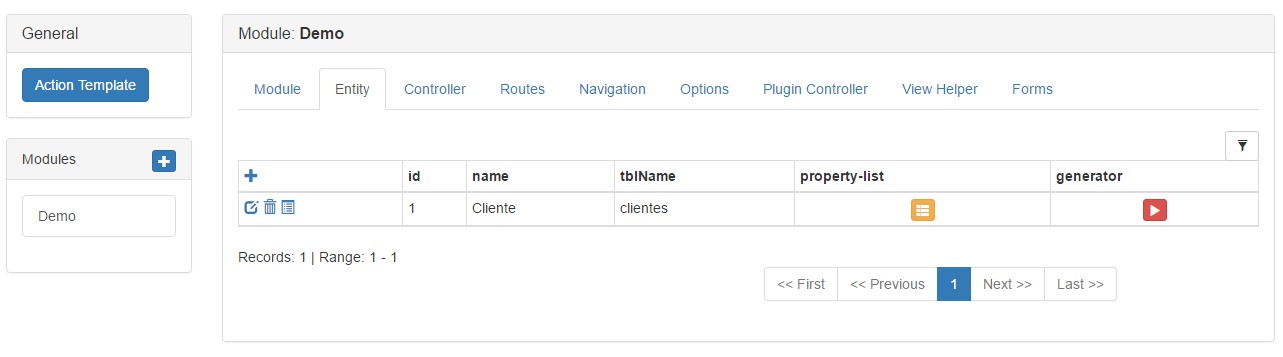 General
Action Template
Modules
Demo
Module: Demo
Module Entity Controller Routes Navigation Options Plugin Controller View Helper Forms
id name tblName property-list generator
1 Cliente clientes
Records: 1 | Range: 1 - 1
<< First << Previous 1 Next >> Last >>